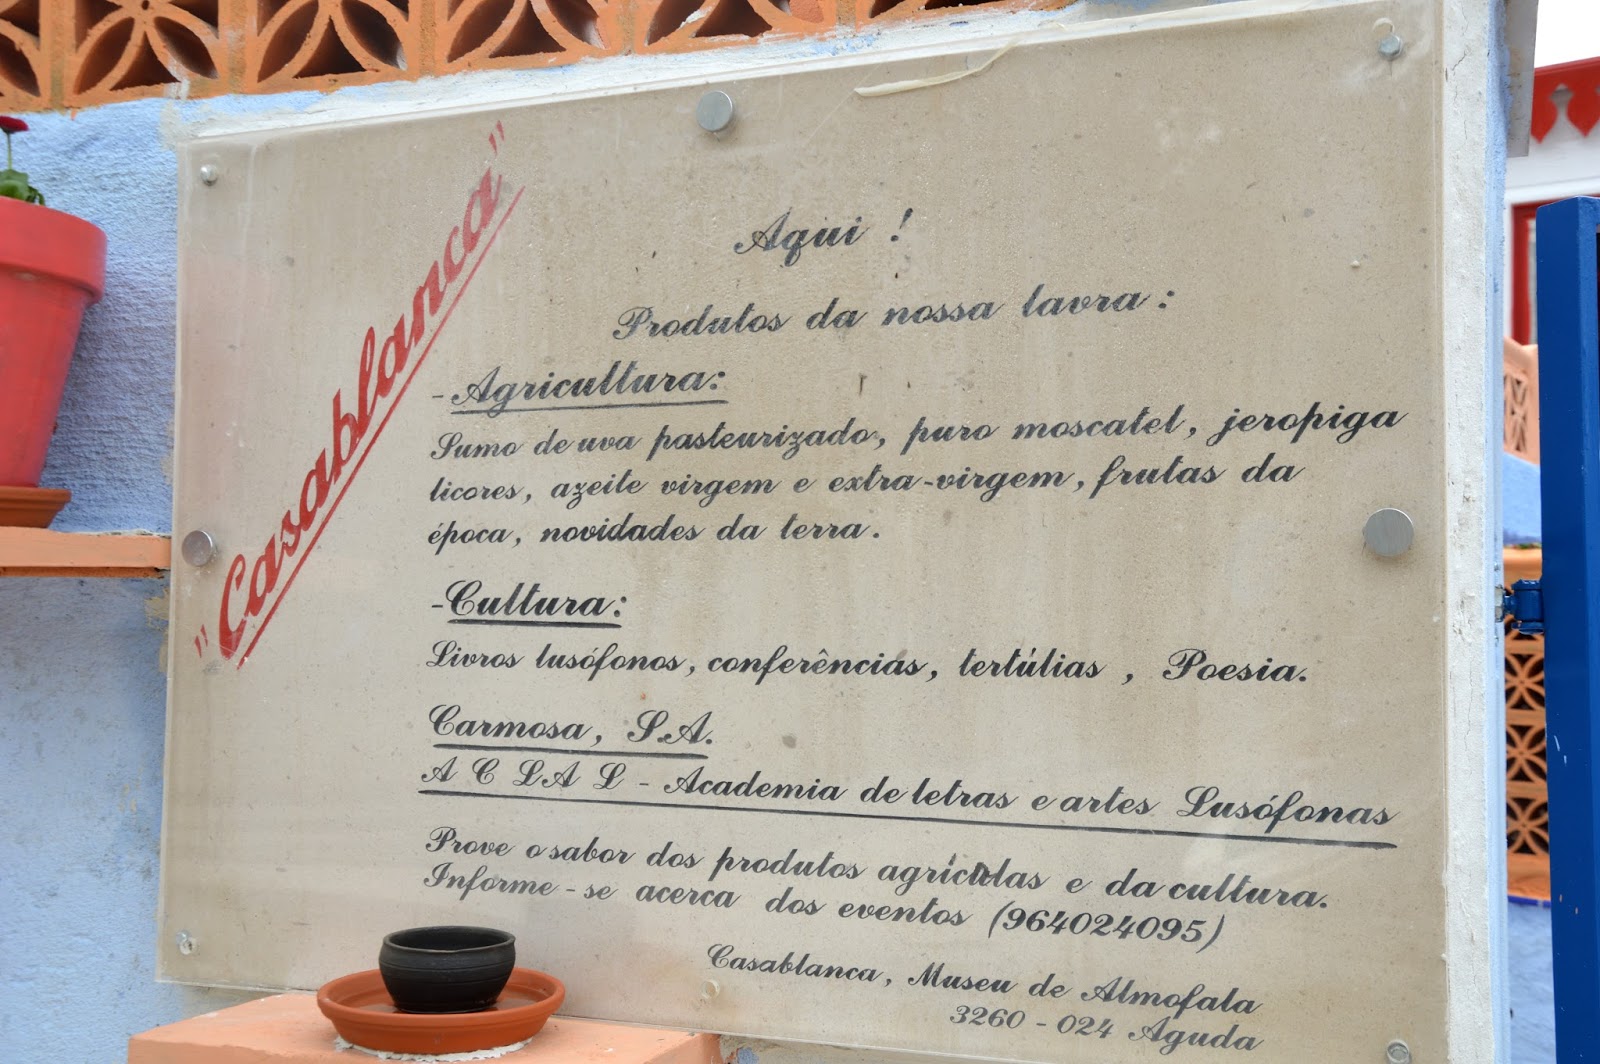 "Casablanca"
Aqui !
Produtos da nossa lavra :
- Agricultura:
Sumo de uva pasteurizado, puro moscatel, jeropiga
licores, azeite virgem e extra-virgem, frutas da
época, novidades da terra.
- Cultura:
Livros lusófonos, conferências, tertúlias , Poesia.
Carmosa, S.A.
A C L A L - Academia de letras e artes Lusófonas
Prove o sabor dos produtos agrícolas e da cultura.
Informe - se acerca dos eventos (964024095)
Casablanca, Museu de Almofala
3260 - 024 Aguda